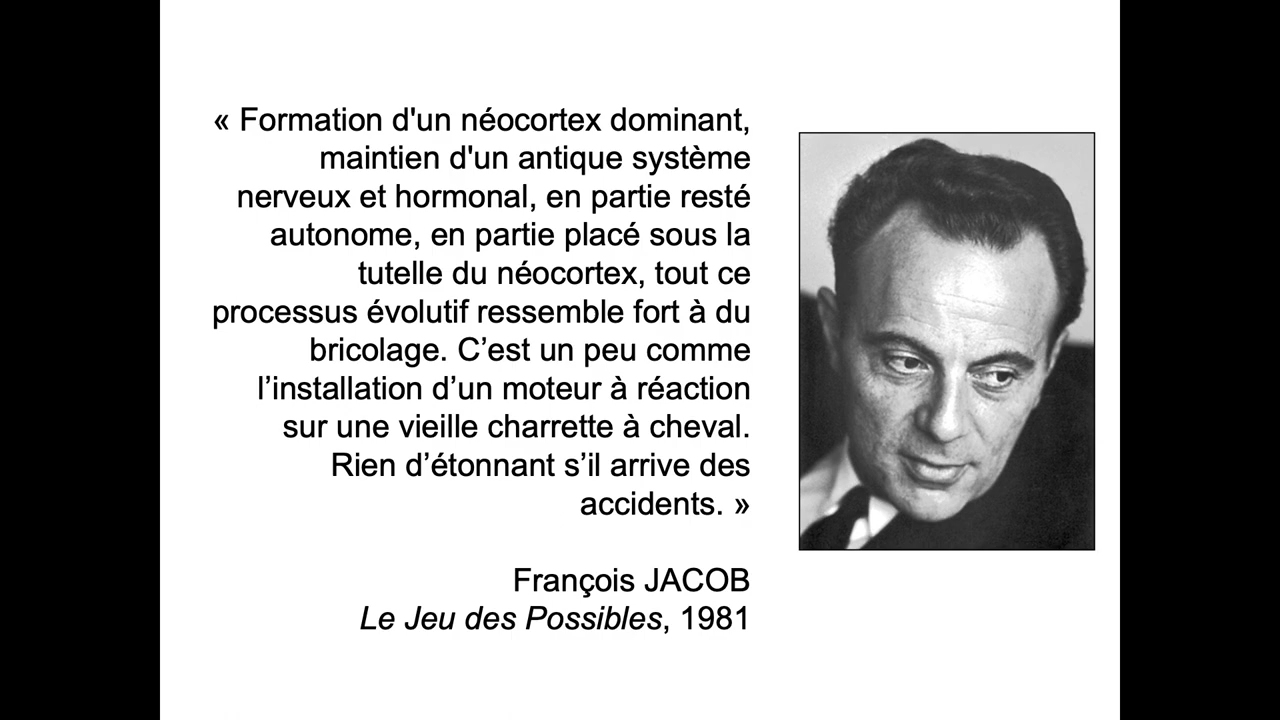 « Formation d'un néocortex dominant,
maintien d'un antique système
nerveux et hormonal, en partie resté
autonome, en partie placé sous la
tutelle du néocortex, tout ce
processus évolutif ressemble fort à du
bricolage. C’est un peu comme
l’installation d’un moteur à réaction
sur une vieille charrette à cheval.
Rien d’étonnant s’il arrive des
accidents. »
François JACOB
Le Jeu des Possibles, 1981